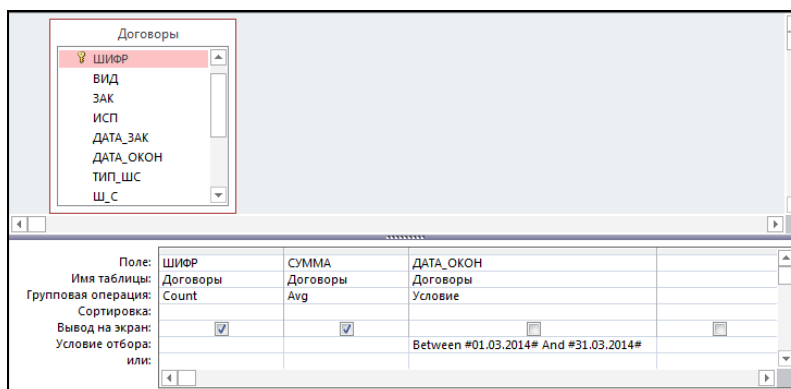 Договоры
ШИФР
ВИД
ЗАК
ИСП
ДАТА_ЗАК
ДАТА_ОКОН
ТИП_ШС
Ш_С
Поле: ШИФР СУММА ДАТА_ОКОН
Имя таблицы: Договоры Договоры Договоры
Групповая операция: Count Avg Условие
Сортировка:
Вывод на экран:
Условие отбора: Between #01.03.2014# And #31.03.2014#
или: